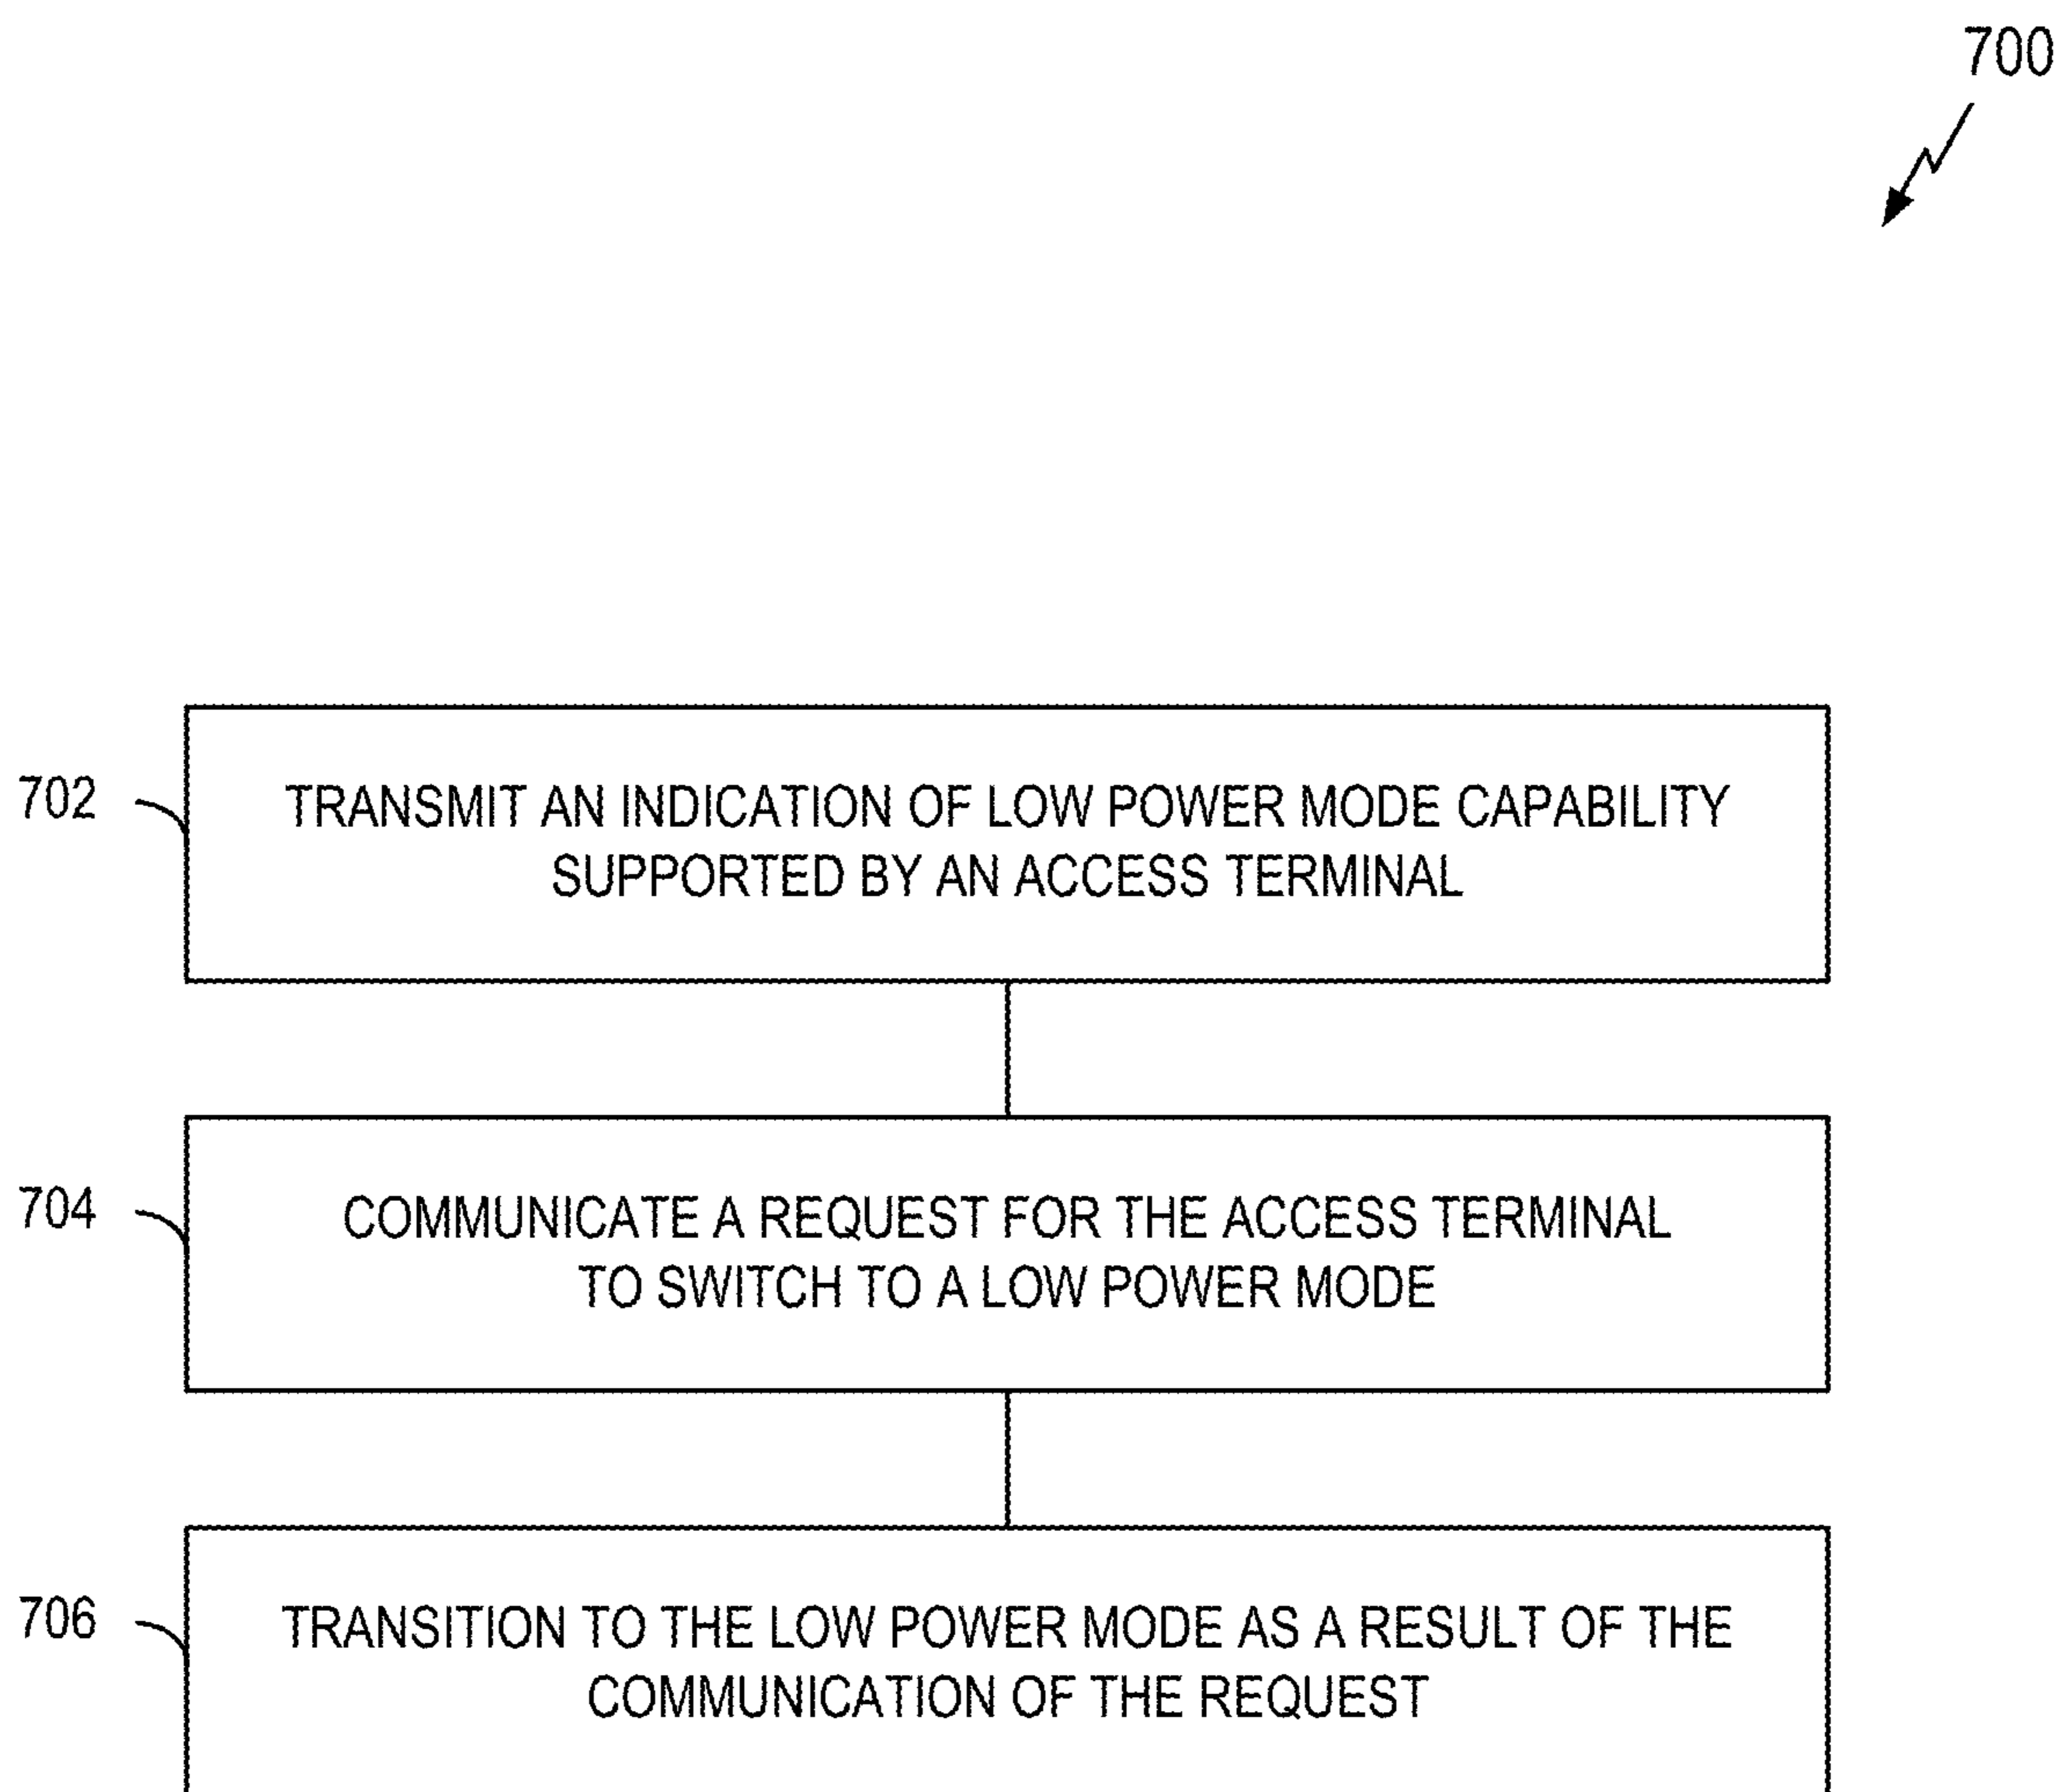 700
702
TRANSMIT AN INDICATION OF LOW POWER MODE CAPABILITY
SUPPORTED BY AN ACCESS TERMINAL
704
COMMUNICATE A REQUEST FOR THE ACCESS TERMINAL
TO SWITCH TO A LOW POWER MODE
706
TRANSITION TO THE LOW POWER MODE AS A RESULT OF THE
COMMUNICATION OF THE REQUEST